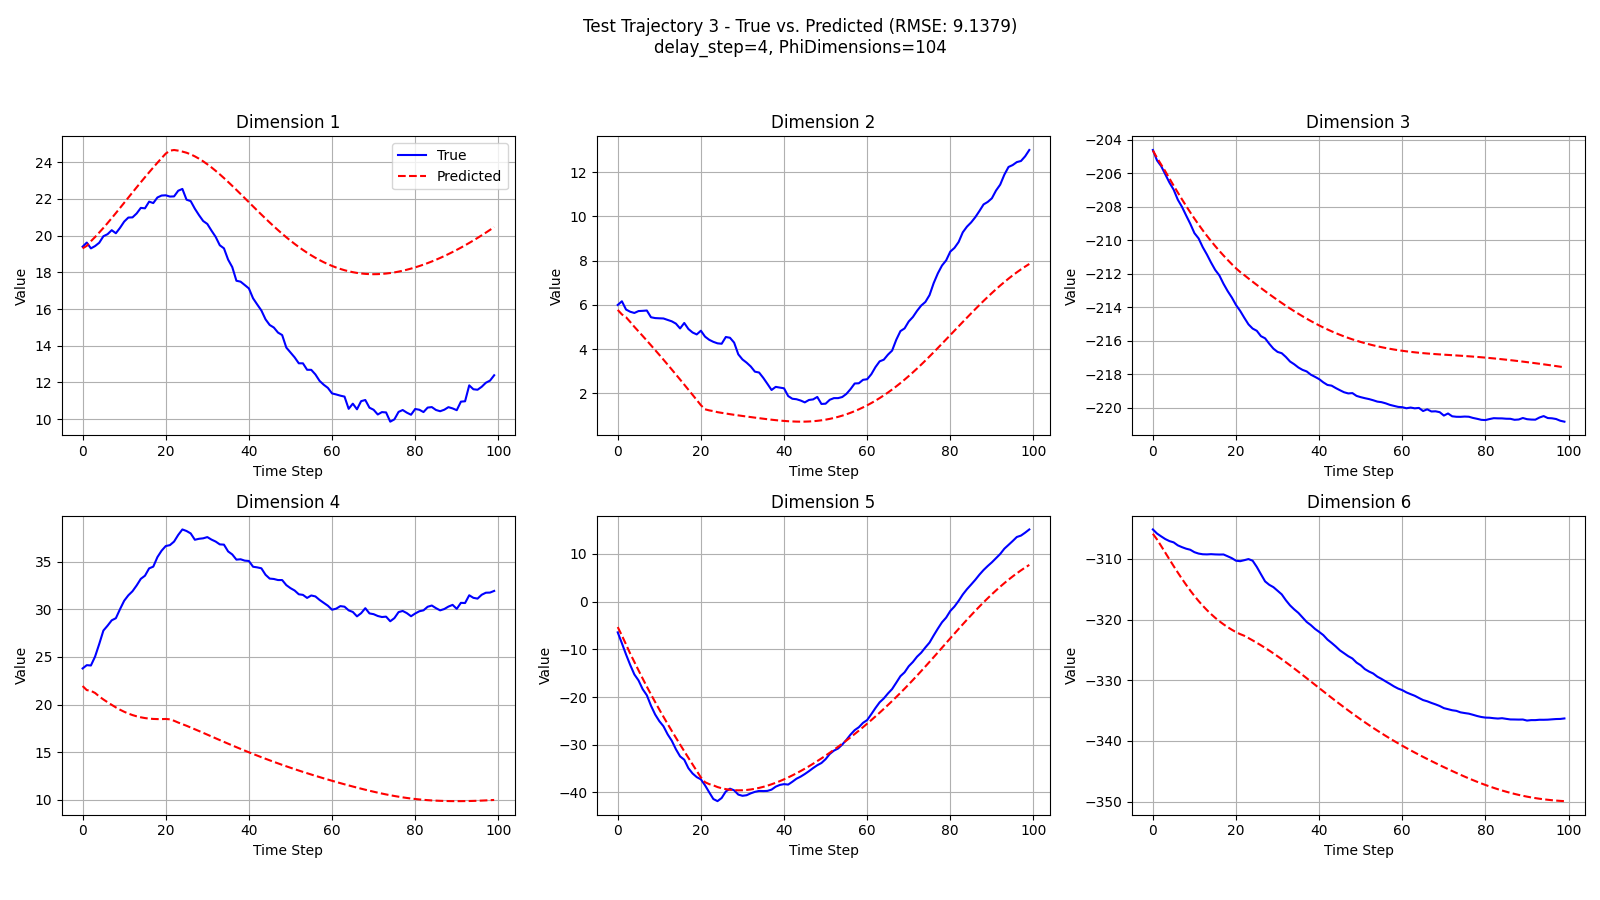 Test Trajectory 3 - True vs. Predicted (RMSE: 9.1379)
delay_step=4, PhiDimensions=104
Dimension 1
Value
24
22
20
18
16
14
12
10
0 20 40 60 80 100
Time Step
True
Predicted
Dimension 2
Value
12
10
8
6
4
2
0 20 40 60 80 100
Time Step
Dimension 3
Value
−204
−206
−208
−210
−212
−214
−216
−218
−220
0 20 40 60 80 100
Time Step
Dimension 4
Value
35
30
25
20
15
10
0 20 40 60 80 100
Time Step
Dimension 5
Value
10
0
−10
−20
−30
−40
0 20 40 60 80 100
Time Step
Dimension 6
Value
−310
−320
−330
−340
−350
0 20 40 60 80 100
Time Step